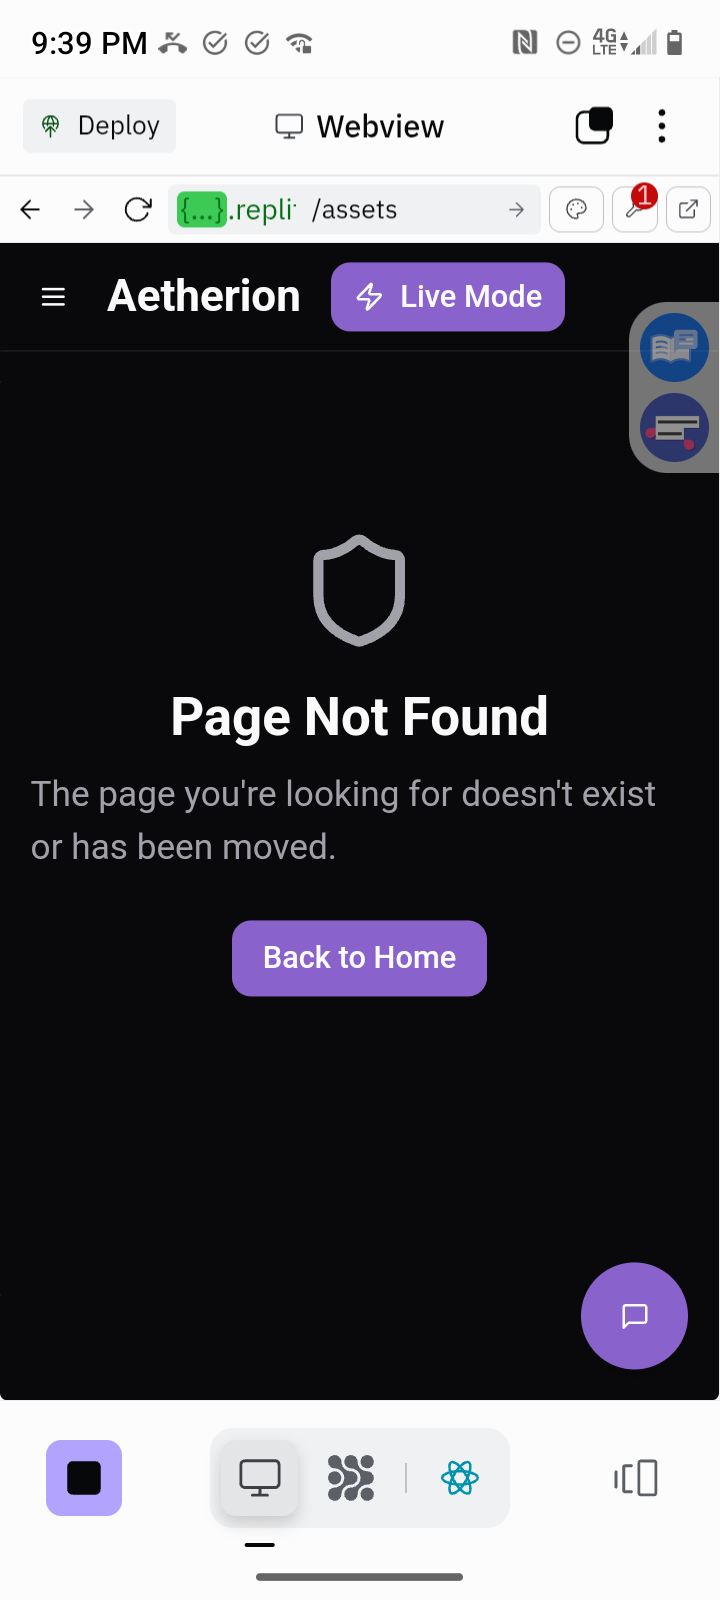 9:39 PM
4G
LTE
Deploy
Webview
{...}.repli
/assets
1
Aetherion
Live Mode
Page Not Found
The page you're looking for doesn't exist
or has been moved.
Back to Home